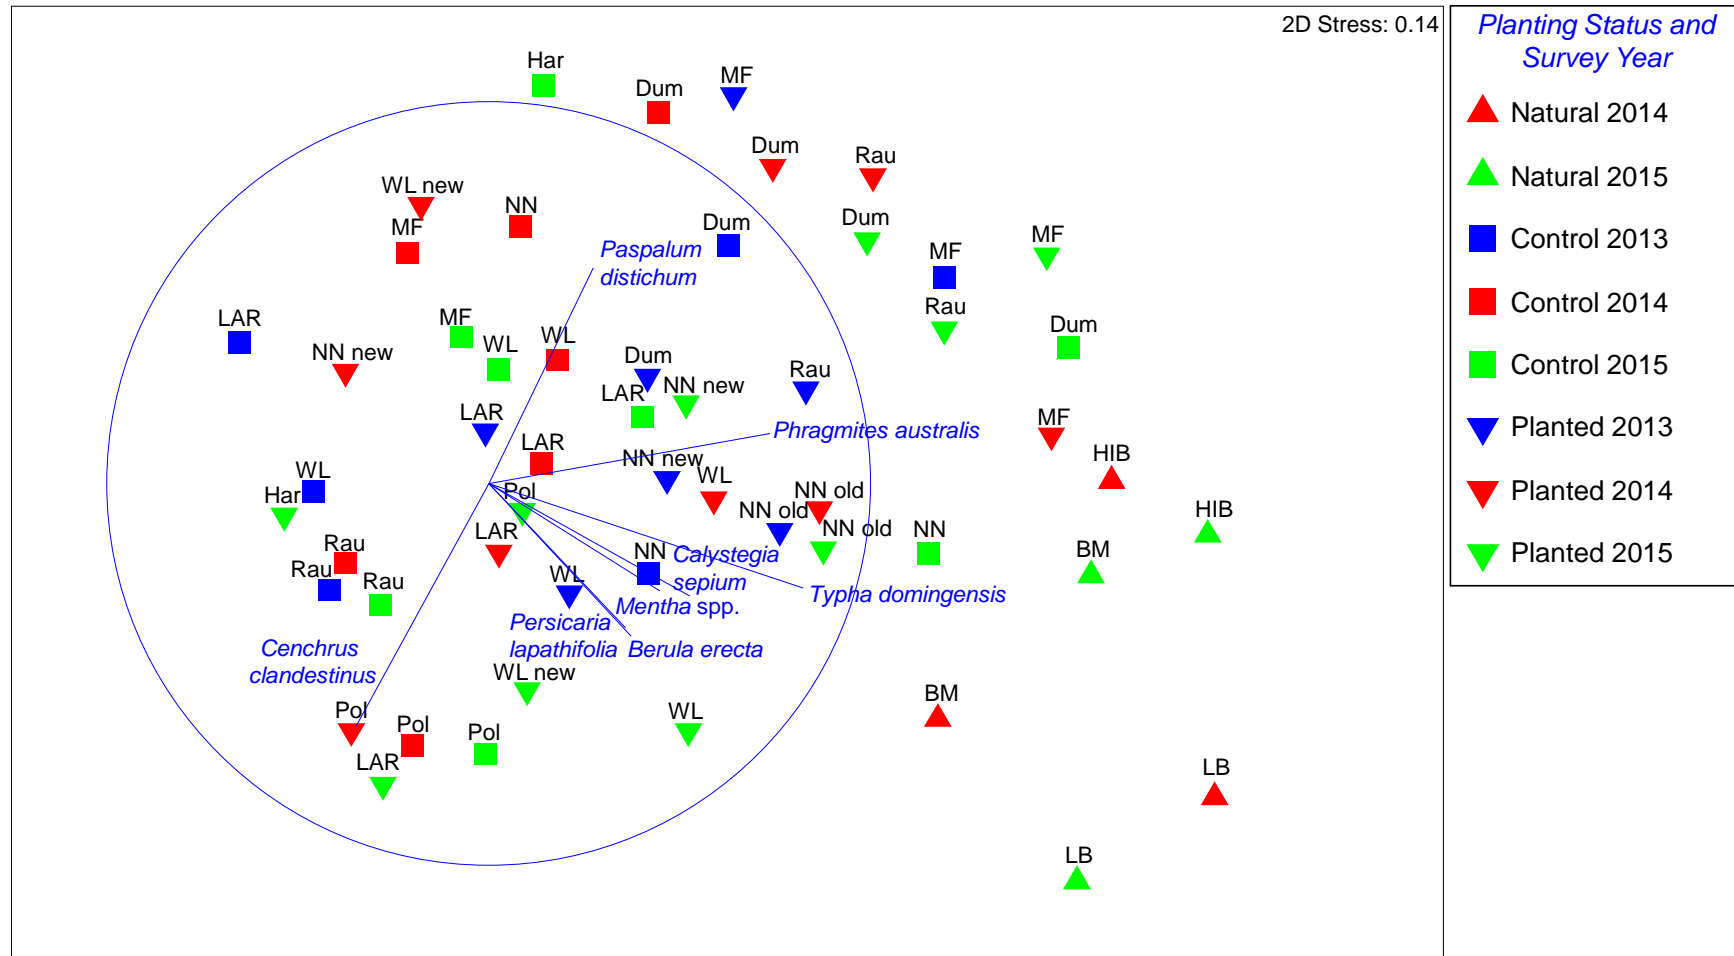 2D Stress: 0.14
Planting Status and
Survey Year
Natural 2014
Natural 2015
Control 2013
Control 2014
Control 2015
Planted 2013
Planted 2014
Planted 2015
Har
Dum
MF
Dum
Rau
WL new
NN
MF
Dum
Dum
MF
MF
Paspalum
distichum
LAR
MF
WL
WL
Rau
Dum
NN new
Dum
NN new
Rau
LAR
LAR
MF
Phragmites australis
LAR
NN new
WL
HIB
WL
Har
Pol
NN old
NN old
NN old
NN
HIB
LAR
BM
Rau
Rau
Rau
NN
Calystegia
sepium
WL
Mentha spp.
Typha domingensis
Persicaria
lapathifolia
Berula erecta
Cenchrus
clandestinus
WL new
WL
BM
Pol
Pol
Pol
LAR
LB
LB